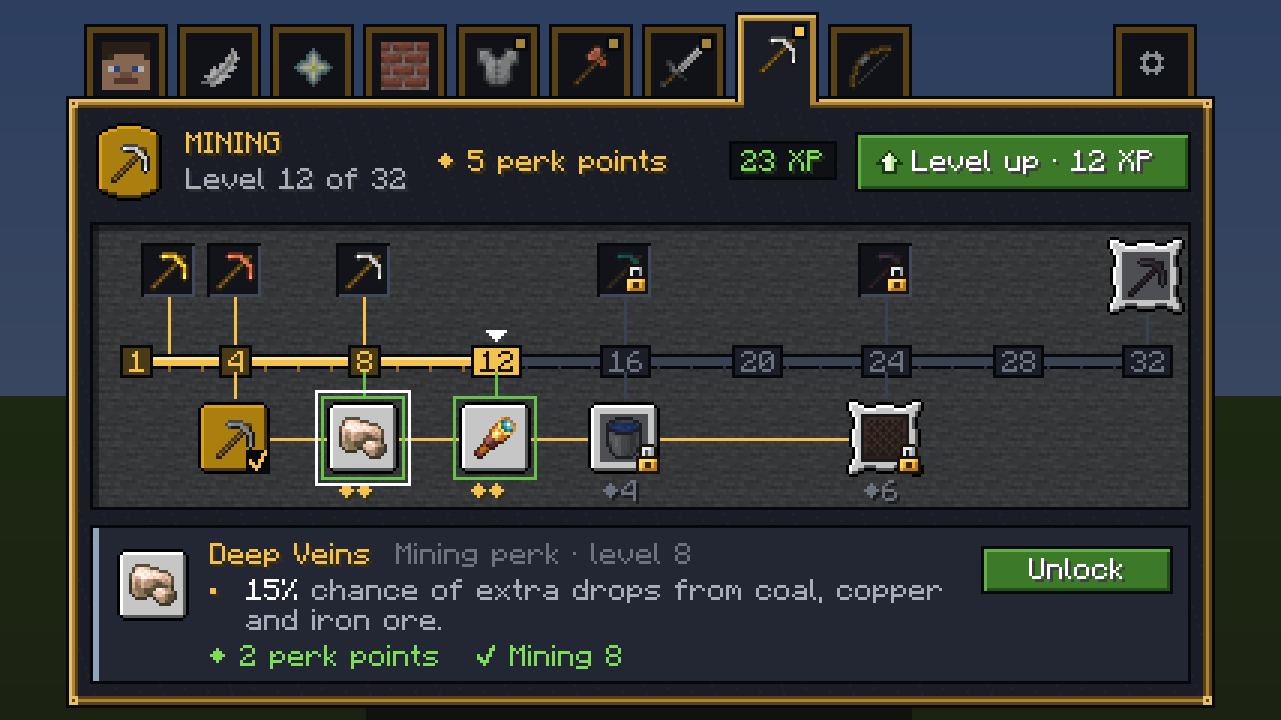 MINING
Level 12 of 32
5 perk points
23 XP
Level up · 12 XP
1 4 8 12 16 20 24 28 32
4 6
Deep Veins Mining perk · level 8
Unlock
15% chance of extra drops from coal, copper
and iron ore.
2 perk points Mining 8